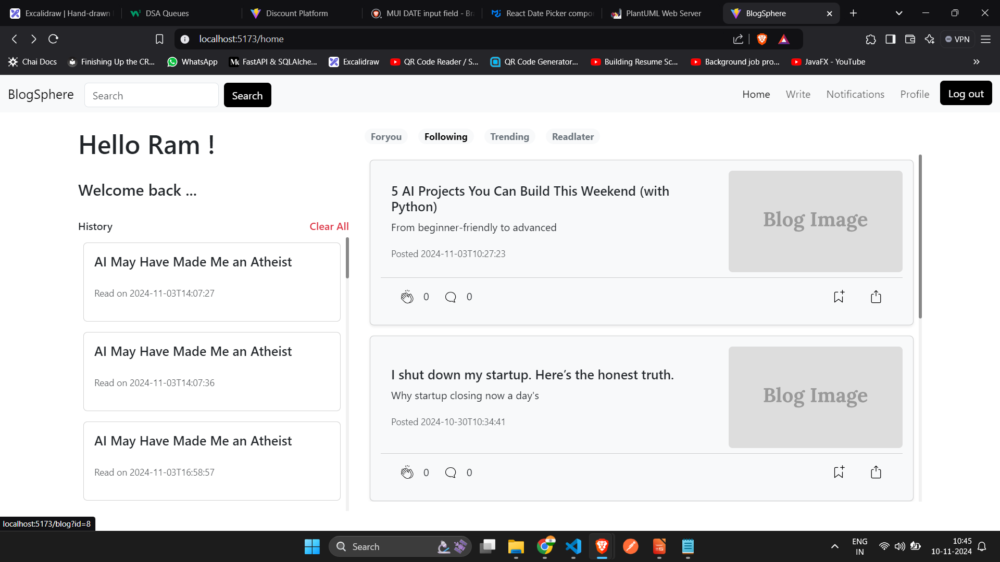 Excalidraw | Hand-drawn
DSA Queues
Discount Platform
MUI DATE input field - Bra
React Date Picker compo
PlantUML Web Server
BlogSphere
localhost:5173/home
VPN
Chai Docs
Finishing Up the CR...
WhatsApp
FastAPI & SQLAlche...
Excalidraw
QR Code Reader / S...
QR Code Generator...
Building Resume Sc...
Background job pro...
JavaFX - YouTube
BlogSphere
Search
Search
Home
Write
Notifications
Profile
Log out
Hello Ram !
Welcome back ...
History
Clear All
AI May Have Made Me an Atheist
Read on 2024-11-03T14:07:27
AI May Have Made Me an Atheist
Read on 2024-11-03T14:07:36
AI May Have Made Me an Atheist
Read on 2024-11-03T16:58:57
Foryou
Following
Trending
Readlater
5 AI Projects You Can Build This Weekend (with
Python)
From beginner-friendly to advanced
Posted 2024-11-03T10:27:23
Blog Image
0
0
I shut down my startup. Here’s the honest truth.
Why startup closing now a day's
Posted 2024-10-30T10:34:41
Blog Image
0
0
localhost:5173/blog?id=8
Search
ENG
IN
10:45
10-11-2024